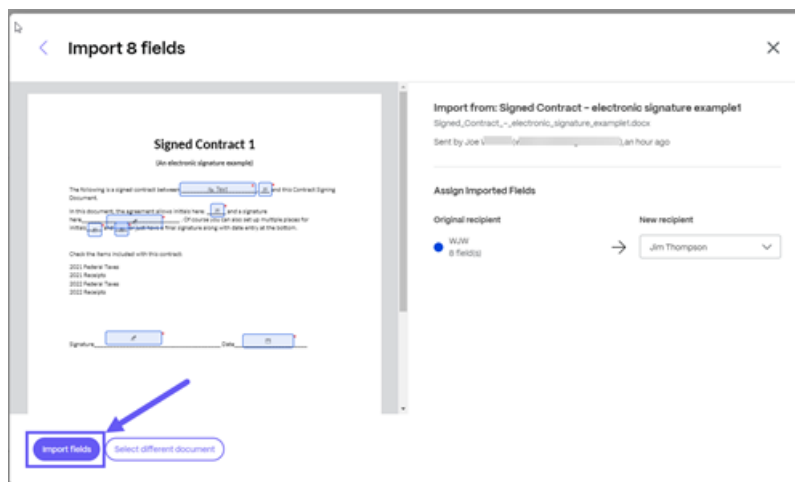 Import 8 fields
Signed Contract 1
(An electronic signature example)
The following is a signed contract between Text and this Contract Signing
Document.
In this document, the agreement allows initials here and a signature
here. Of course you can also set up multiple places for
initials and or just have a final signature along with date entry at the bottom.
Check the items included with this contract:
2021 Federal Taxes
2021 Receipts
2022 Federal Taxes
2022 Receipts
Signature Date
Import fields
Select different document
Import from: Signed Contract – electronic signature example1
Signed_Contract_-_electronic_signature_example1.docx
Sent by Joe an hour ago
Assign Imported Fields
Original recipient New recipient
WJW
8 field(s)
Jim Thompson